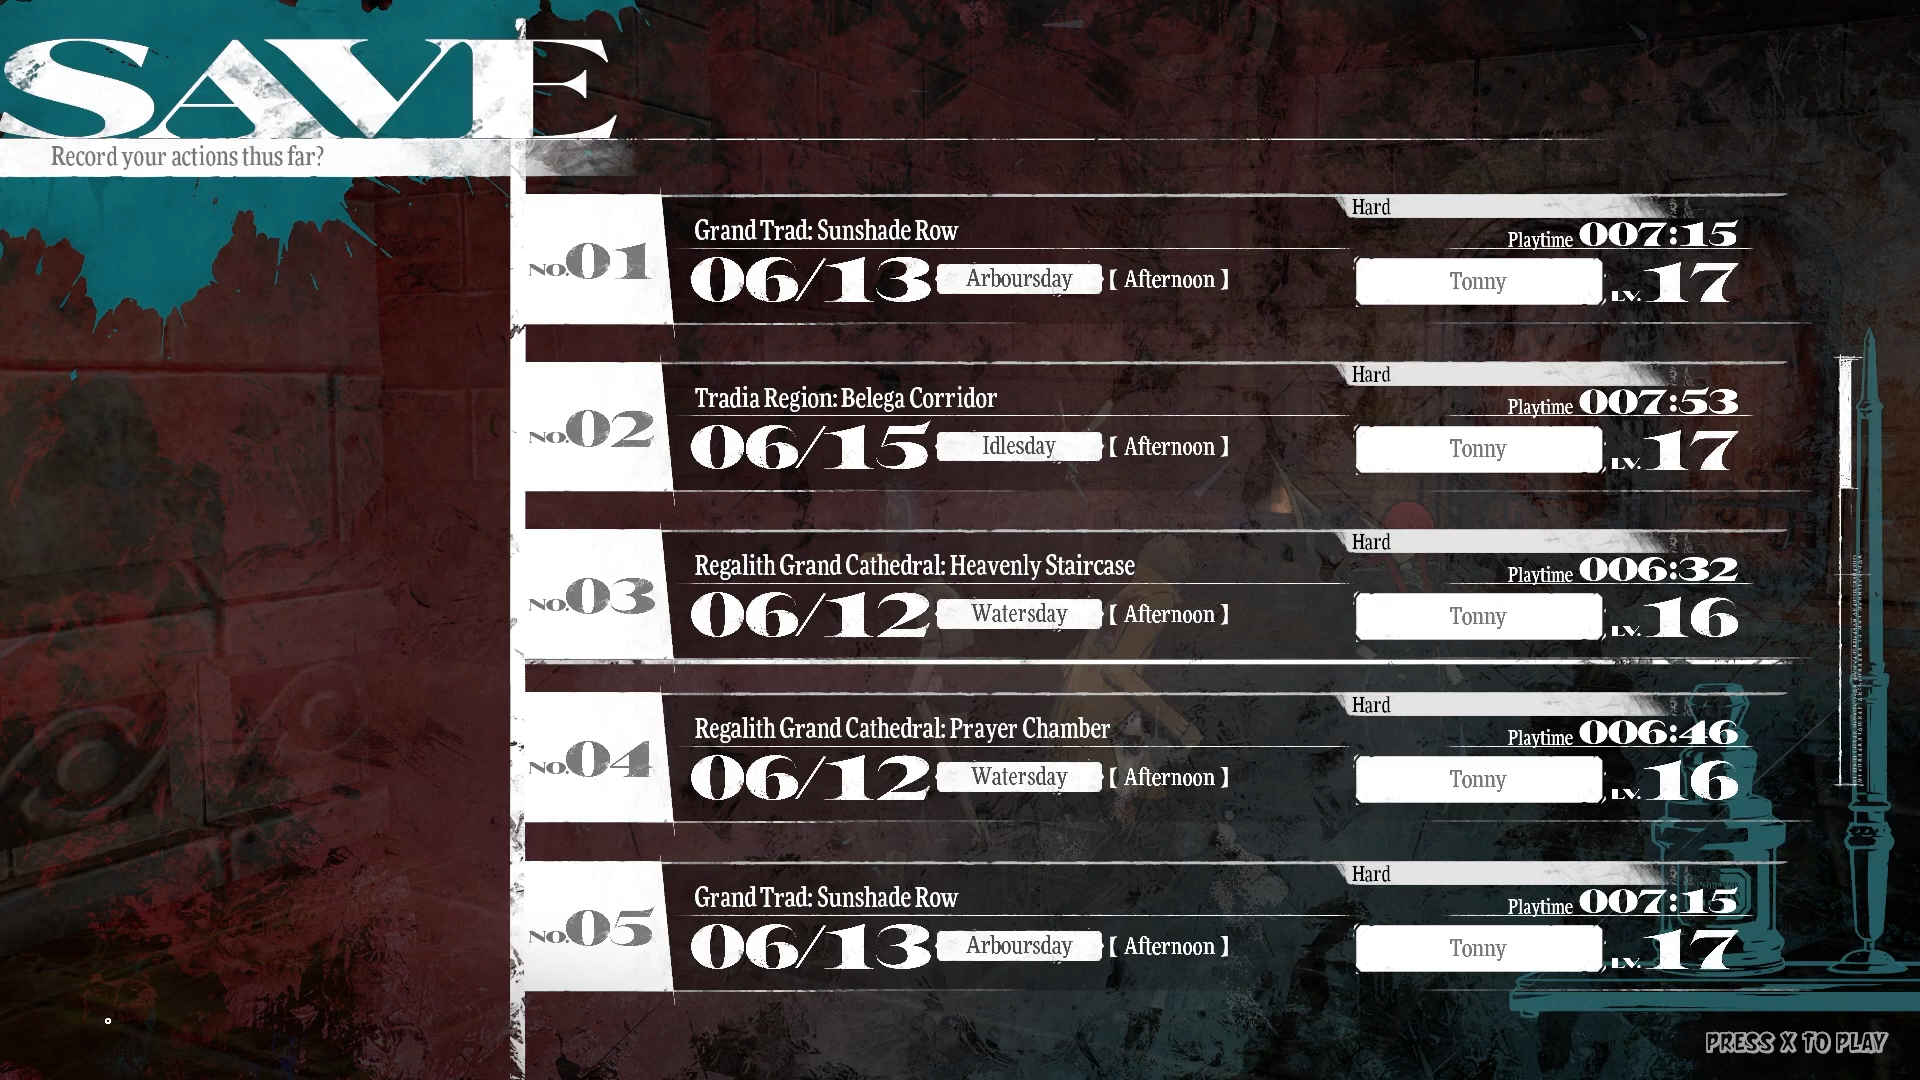 SAVE
Record your actions thus far?
NO.01
Grand Trad: Sunshade Row
06/13 Arboursday [ Afternoon ]
Hard
Playtime 007:15
Tonny LV. 17
NO.02
Tradia Region: Belega Corridor
06/15 Idlesday [ Afternoon ]
Hard
Playtime 007:53
Tonny LV. 17
NO.03
Regalith Grand Cathedral: Heavenly Staircase
06/12 Watersday [ Afternoon ]
Hard
Playtime 006:32
Tonny LV. 16
NO.04
Regalith Grand Cathedral: Prayer Chamber
06/12 Watersday [ Afternoon ]
Hard
Playtime 006:46
Tonny LV. 16
NO.05
Grand Trad: Sunshade Row
06/13 Arboursday [ Afternoon ]
Hard
Playtime 007:15
Tonny LV. 17
PRESS X TO PLAY